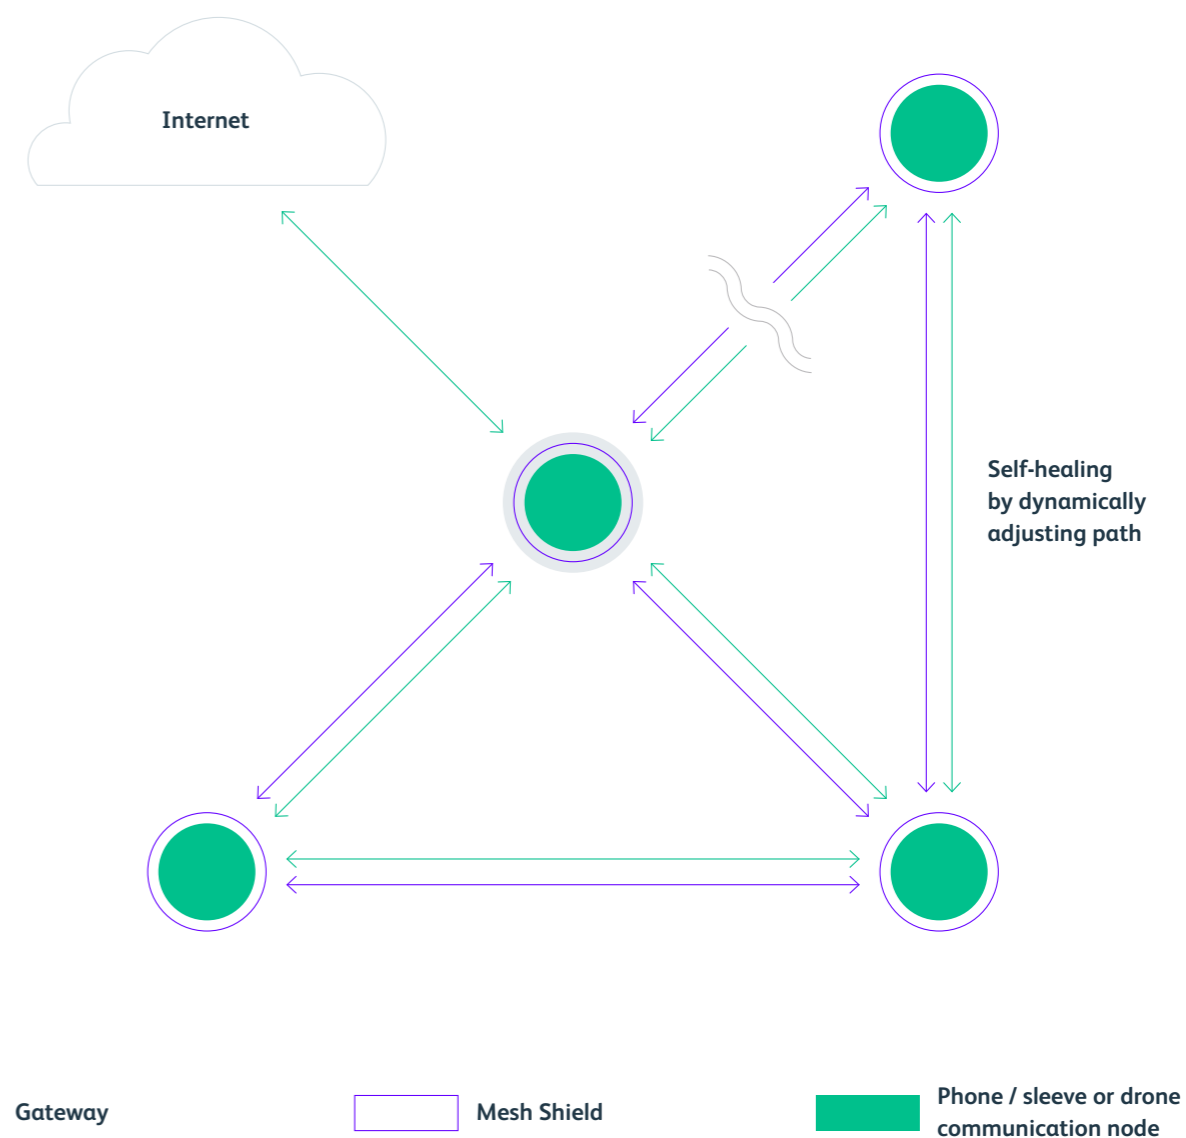 Internet
Self-healing
by dynamically
adjusting path
Gateway
Mesh Shield
Phone / sleeve or drone
communication node